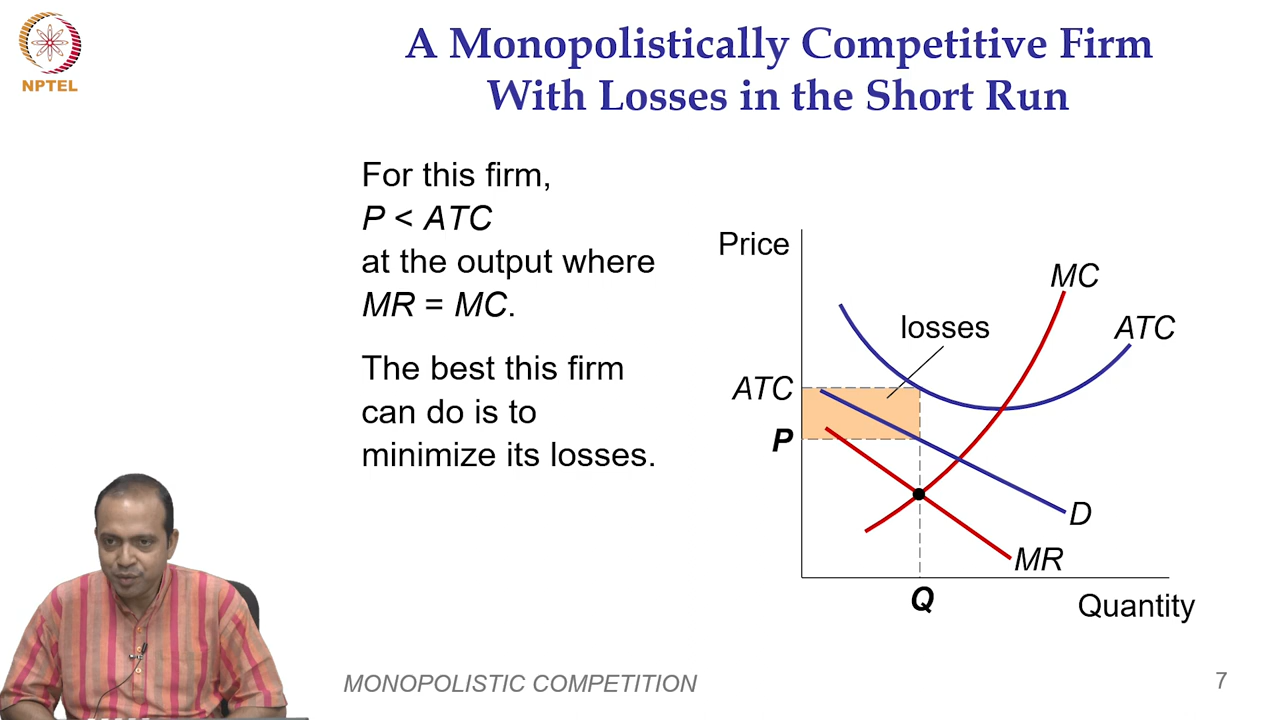 NPTEL
A Monopolistically Competitive Firm
With Losses in the Short Run
For this firm,
P < ATC
at the output where
MR = MC.
The best this firm
can do is to
minimize its losses.
Price
MC
losses
ATC
ATC
P
D
MR
Q
Quantity
MONOPOLISTIC COMPETITION
7